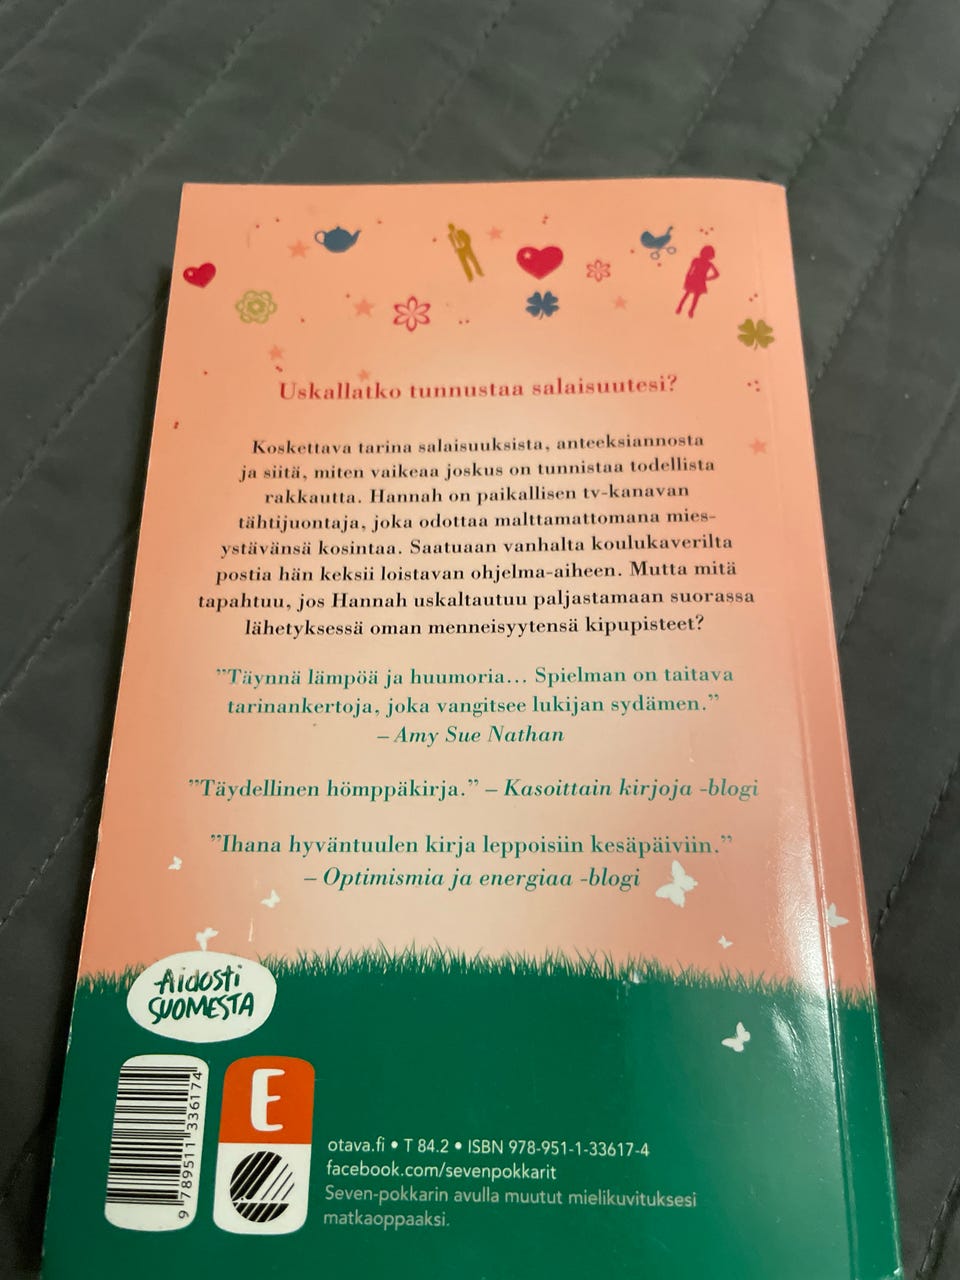 Uskallatko tunnustaa salaisuutesi?
Koskettava tarina salaisuuksista, anteeksiannosta
ja siitä, miten vaikeaa joskus on tunnistaa todellista
rakkautta. Hannah on paikallisen tv-kanavan
tähtijuontaja, joka odottaa malttamattomana mies-
ystävänsä kosintaa. Saatuaan vanhalta koulukaverilta
postia hän keksii loistavan ohjelma-aiheen. Mutta mitä
tapahtuu, jos Hannah uskaltautuu paljastamaan suorassa
lähetyksessä oman menneisyytensä kipupisteet?
”Täynnä lämpöä ja huumoria... Spielman on taitava
tarinankertoja, joka vangitsee lukijan sydämen.”
– Amy Sue Nathan
”Täydellinen hömppäkirja.” – Kasoittain kirjoja -blogi
”Ihana hyväntuulen kirja leppoisiin kesäpäiviin.”
– Optimismia ja energiaa -blogi
Aidosti
SUOMESTA
9 789511 336174
E
otava.fi • T 84.2 • ISBN 978-951-1-33617-4
facebook.com/sevenpokkarit
Seven-pokkarin avulla muutut mielikuvituksesi
matkaoppaaksi.